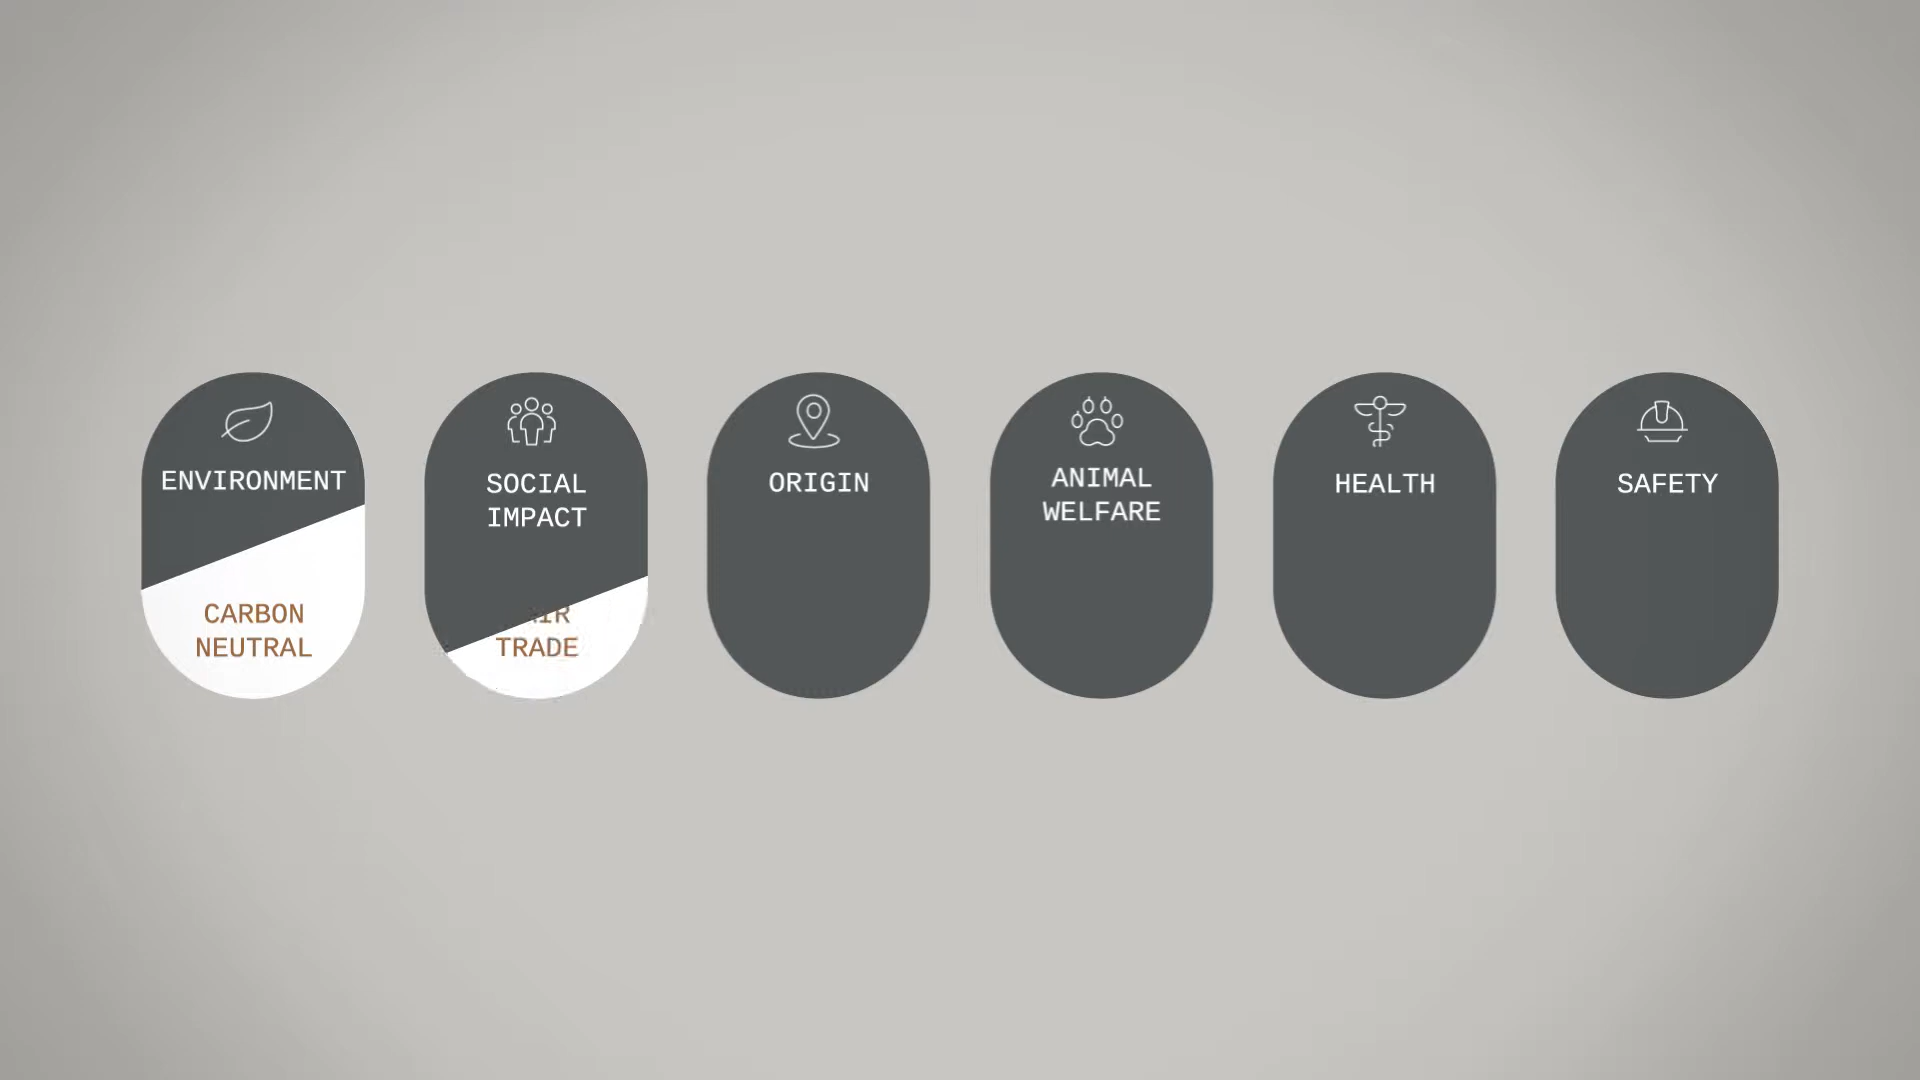 ENVIRONMENT
CARBON
NEUTRAL
SOCIAL
IMPACT
TRADE
ORIGIN
ANIMAL
WELFARE
HEALTH
SAFETY